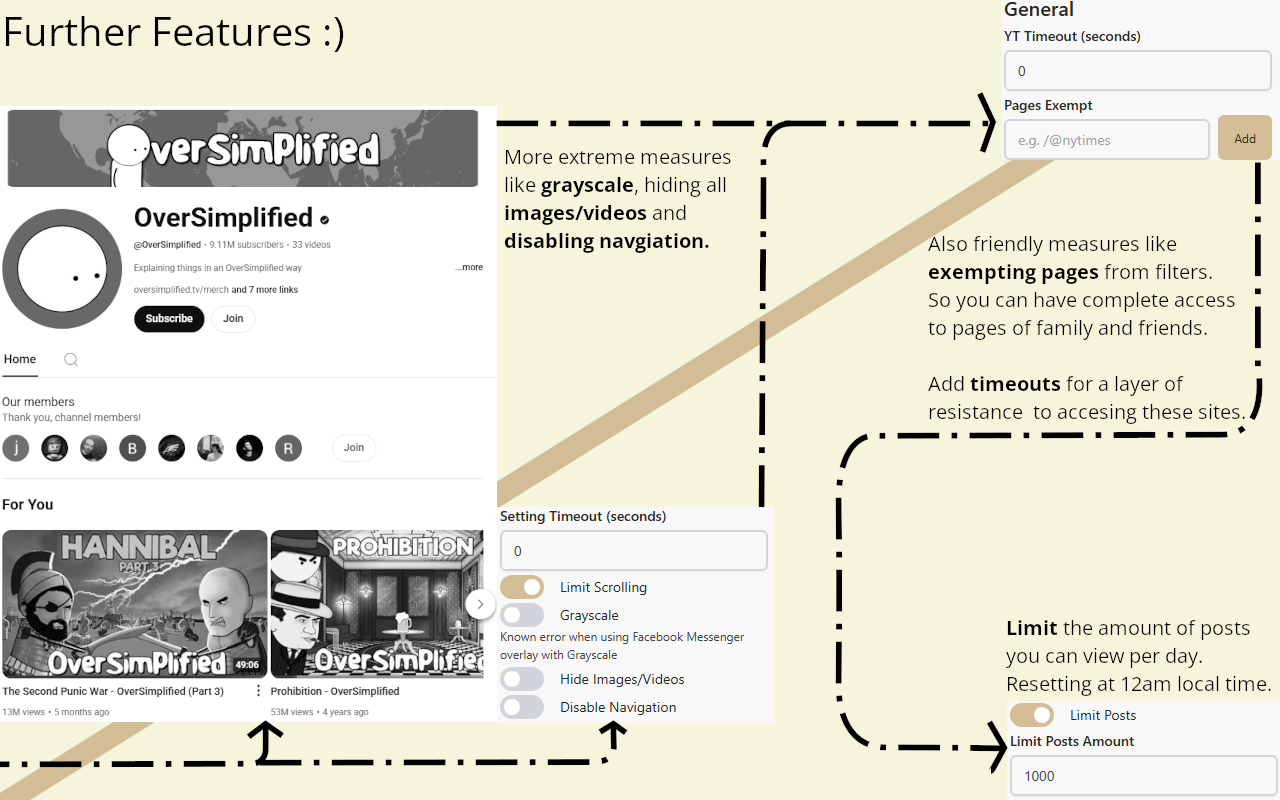 Further Features :)
OverSimplified
OverSimplified
@OverSimplified • 9.11M subscribers • 33 videos
Explaining things in an OverSimplified way
...more
oversimplified.tv/merch and 7 more links
Subscribe
Join
Home
Our members
Thank you, channel members!
j
B
R
Join
For You
HANNIBAL
PART 3
OverSimplified
49:06
PROHIBITION
OverSimplified
The Second Punic War - OverSimplified (Part 3)
13M views • 5 months ago
Prohibition - OverSimplified
53M views • 4 years ago
More extreme measures
like grayscale, hiding all
images/videos and
disabling navgiation.
Setting Timeout (seconds)
0
Limit Scrolling
Grayscale
Known error when using Facebook Messenger
overlay with Grayscale
Hide Images/Videos
Disable Navigation
General
YT Timeout (seconds)
0
Pages Exempt
e.g. /@nytimes
Add
Also friendly measures like
exempting pages from filters.
So you can have complete access
to pages of family and friends.
Add timeouts for a layer of
resistance  to accesing these sites.
Limit the amount of posts
you can view per day.
Resetting at 12am local time.
Limit Posts
Limit Posts Amount
1000